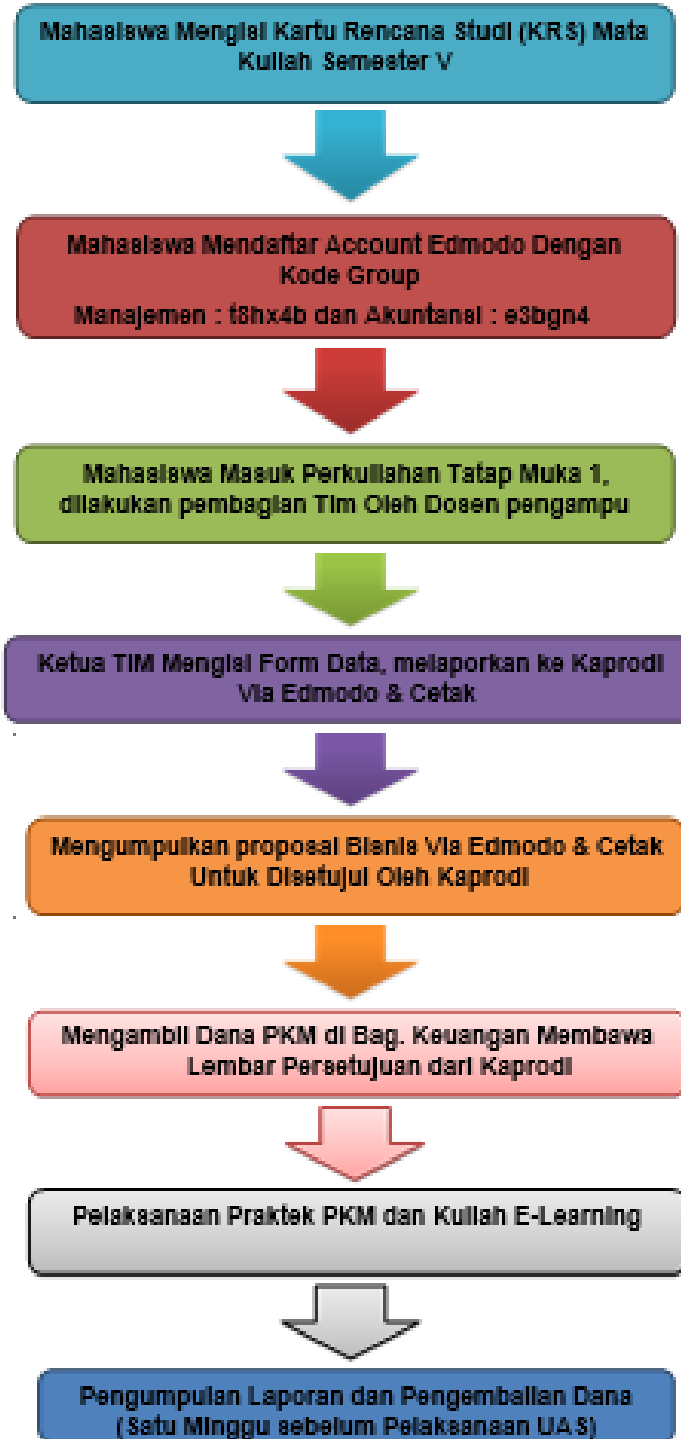 Mahasiswa Mengisi Kartu Rencana Studi (KRS) Mata
Kuliah Semester V
Mahasiswa Mendaftar Account Edmodo Dengan
Kode Group
Manajemen : t8hx4b dan Akuntansi : e3bgn4
Mahasiswa Masuk Perkuliahan Tatap Muka 1,
dilakukan pembagian Tim Oleh Dosen pengampu
Ketua TIM Mengisi Form Data, melaporkan ke Kaprodi
Via Edmodo & Cetak
Mengumpulkan proposal Bisnis Via Edmodo & Cetak
Untuk Disetujui Oleh Kaprodi
Mengambil Dana PKM di Bag. Keuangan Membawa
Lembar Persetujuan dari Kaprodi
Pelaksanaan Praktek PKM dan Kuliah E-Learning
Pengumpulan Laporan dan Pengembalian Dana
(Satu Minggu sebelum Pelaksanaan UAS)